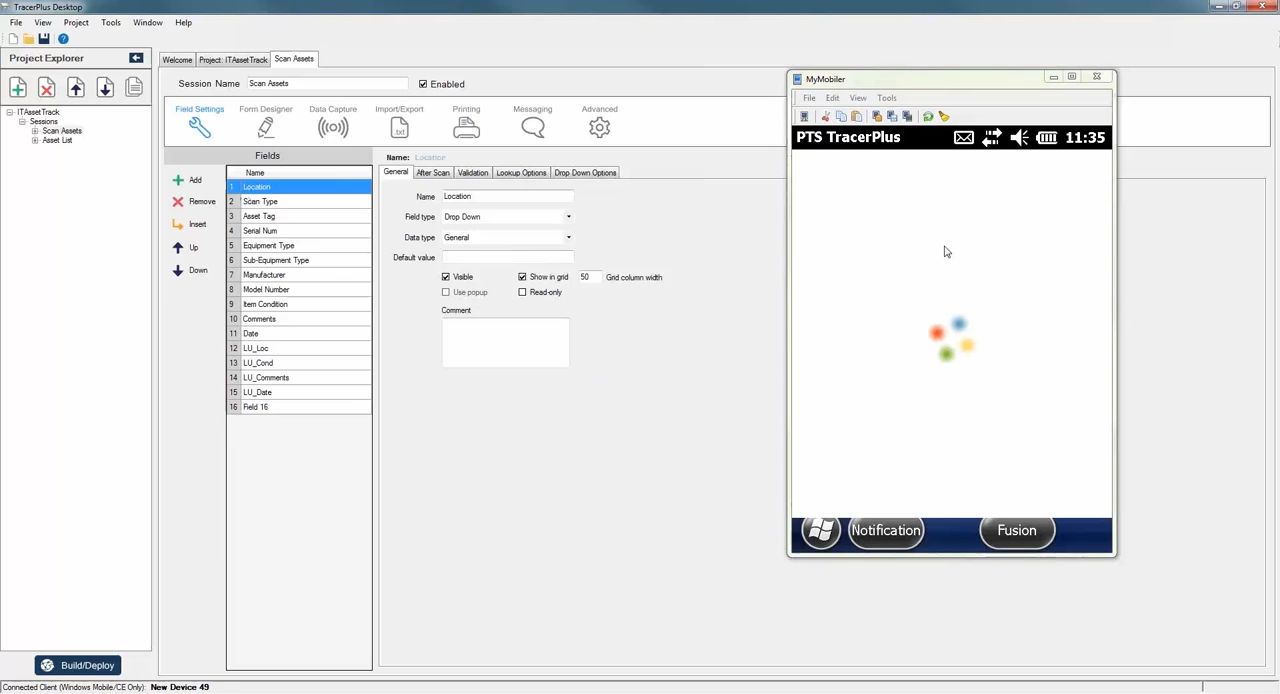 TracerPlus Desktop
File View Project Tools Window Help
Project Explorer
ITAssetTrack
Sessions
Scan Assets
Asset List
Build/Deploy
Connected Client (Windows Mobile/CE Only): New Device 49
Welcome Project: ITAssetTrack Scan Assets
Session Name Scan Assets Enabled
Field Settings Form Designer Data Capture Import/Export Printing Messaging Advanced
.txt
Fields
Add
Remove
Insert
Up
Down
Name
1 Location
2 Scan Type
3 Asset Tag
4 Serial Num
5 Equipment Type
6 Sub-Equipment Type
7 Manufacturer
8 Model Number
9 Item Condition
10 Comments
11 Date
12 LU_Loc
13 LU_Cond
14 LU_Comments
15 LU_Date
16 Field 16
Name: Location
General After Scan Validation Lookup Options Drop Down Options
Name Location
Field type Drop Down
Data type General
Default value
Visible Show in grid 50 Grid column width
Use popup Read-only
Comment
MyMobiler
File Edit View Tools
PTS TracerPlus 11:35
Notification Fusion